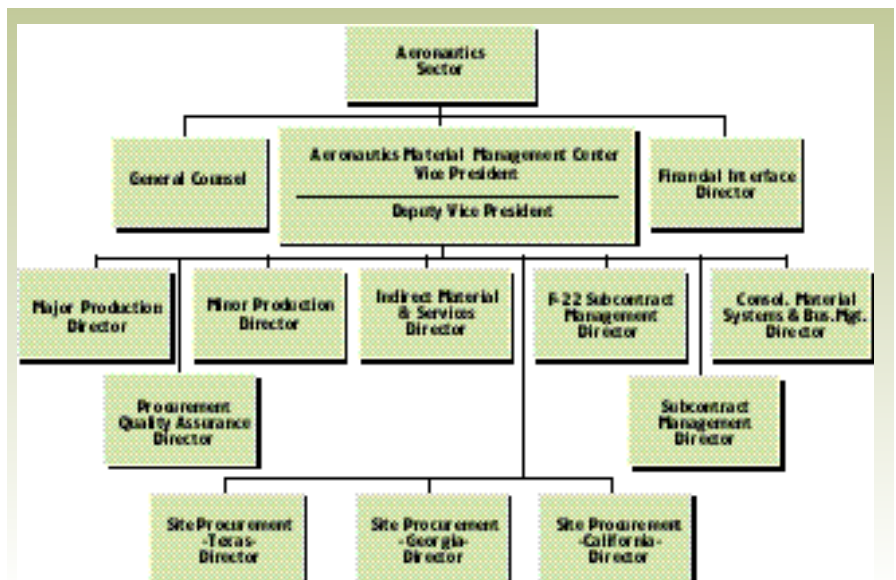 Aeronautics
Sector
General Counsel
Aeronautics Material Management Center
Vice President
Deputy Vice President
Financial Interface
Director
Major Production
Director
Minor Production
Director
Indirect Material
& Services
Director
F-22 Subcontract
Management
Director
Consol. Material
Systems & Bus.Mgt.
Director
Procurement
Quality Assurance
Director
Subcontract
Management
Director
Site Procurement
-Texas-
Director
Site Procurement
-Georgia-
Director
Site Procurement
-California-
Director